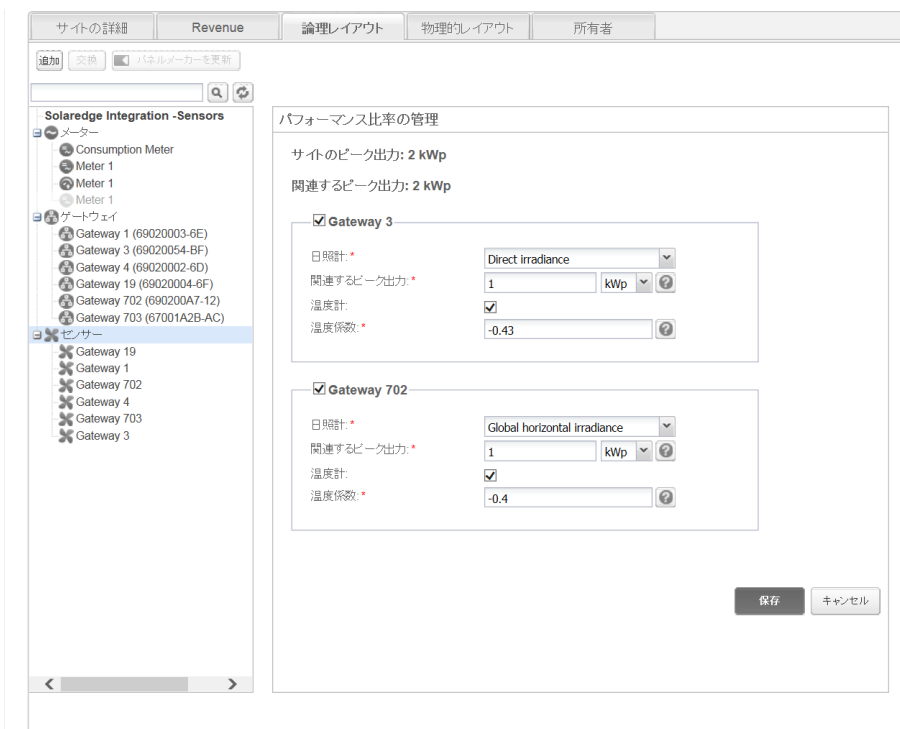 サイトの詳細 Revenue 論理レイアウト 物理的レイアウト 所有者
追加 交換 パネルメーカーを更新
Solaredge Integration -Sensors
メーター
Consumption Meter
Meter 1
Meter 1
Meter 1
ゲートウェイ
Gateway 1 (69020003-6E)
Gateway 3 (69020054-BF)
Gateway 4 (69020002-6D)
Gateway 19 (69020004-6F)
Gateway 702 (690200A7-12)
Gateway 703 (67001A2B-AC)
センサー
Gateway 19
Gateway 1
Gateway 702
Gateway 4
Gateway 703
Gateway 3
パフォーマンス比率の管理
サイトのピーク出力: 2 kWp
関連するピーク出力: 2 kWp
Gateway 3
日照計: * Direct irradiance
関連するピーク出力: * 1 kWp ?
温度計:
温度係数: * -0.43 ?
Gateway 702
日照計: * Global horizontal irradiance
関連するピーク出力: * 1 kWp ?
温度計:
温度係数: * -0.4 ?
保存 キャンセル